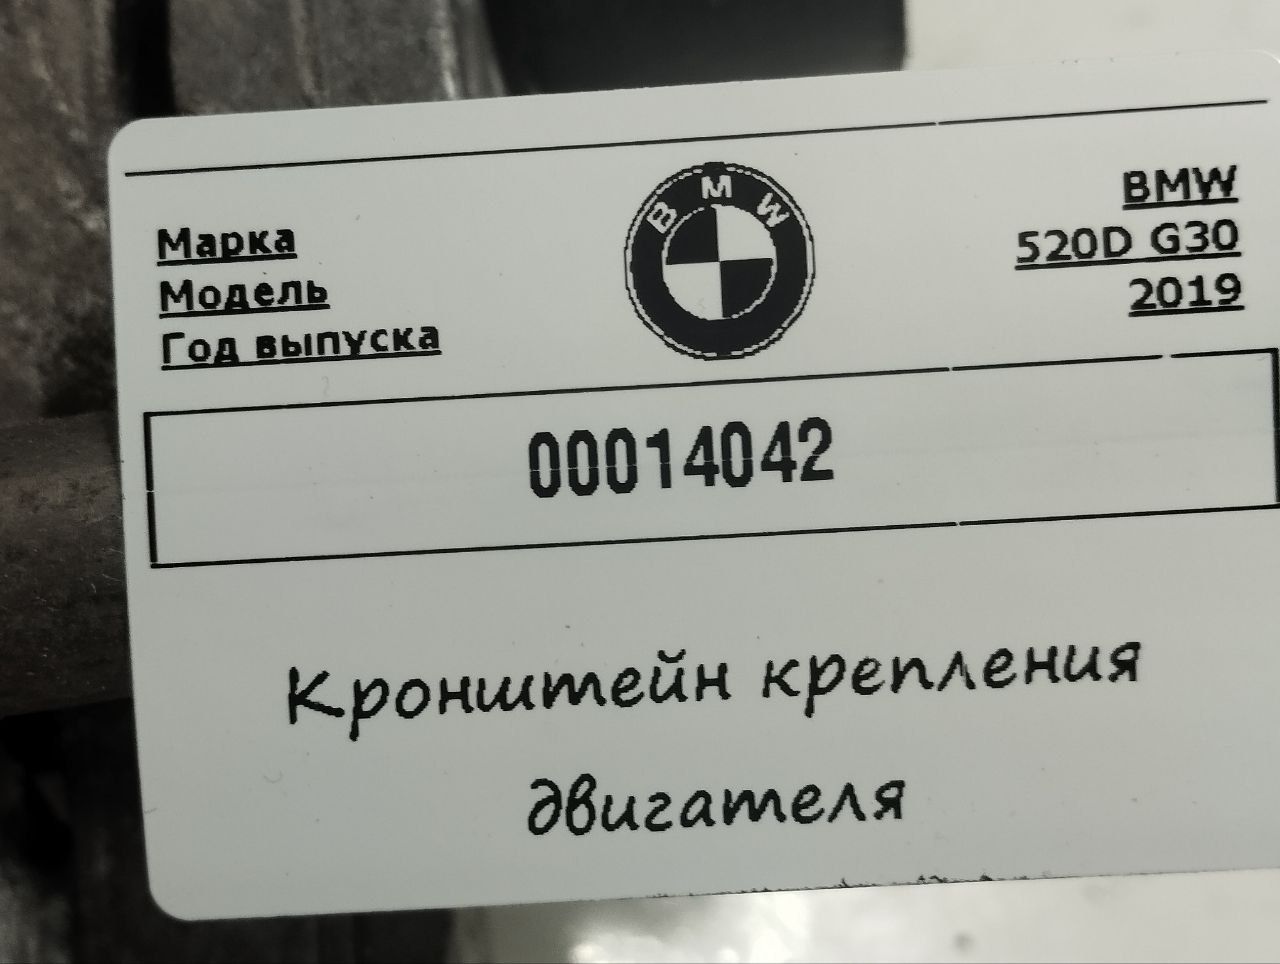 Марка BMW BMW
Модель 520D G30
Год выпуска 2019
00014042
Кронштейн крепления
двигателя